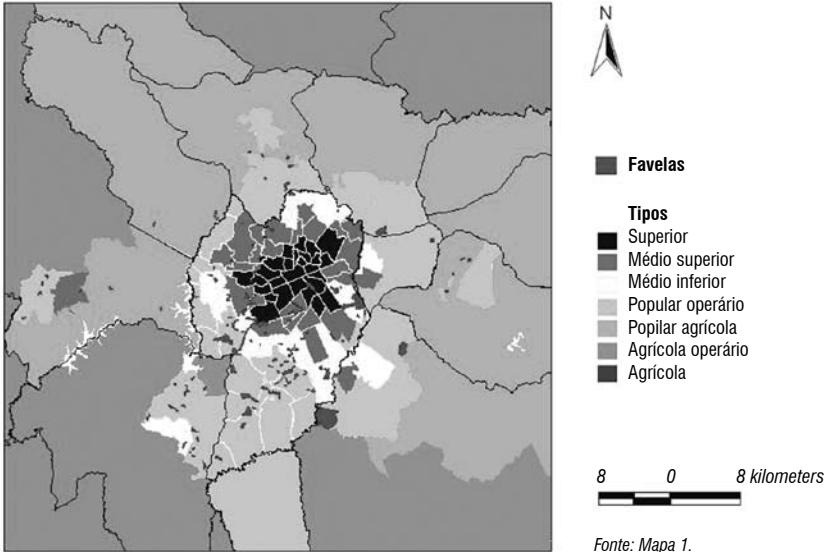 N
Favelas
Tipos
Superior
Médio superior
Médio inferior
Popular operário
Popilar agrícola
Agrícola operário
Agrícola
8 0 8 kilometers
Fonte: Mapa 1.